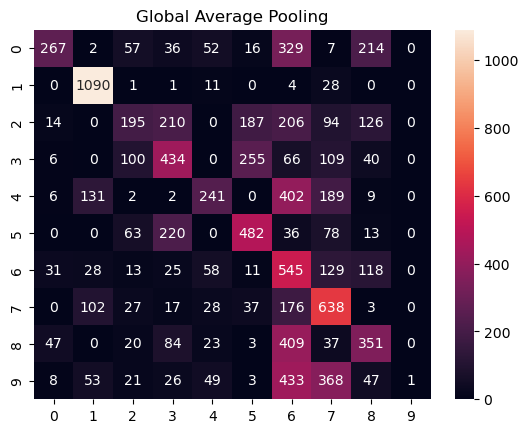 Global Average Pooling
0 267 2 57 36 52 16 329 7 214 0
1 0 1090 1 1 11 0 4 28 0 0
2 14 0 195 210 0 187 206 94 126 0
3 6 0 100 434 0 255 66 109 40 0
4 6 131 2 2 241 0 402 189 9 0
5 0 0 63 220 0 482 36 78 13 0
6 31 28 13 25 58 11 545 129 118 0
7 0 102 27 17 28 37 176 638 3 0
8 47 0 20 84 23 3 409 37 351 0
9 8 53 21 26 49 3 433 368 47 1
0 1 2 3 4 5 6 7 8 9
1000
800
600
400
200
0